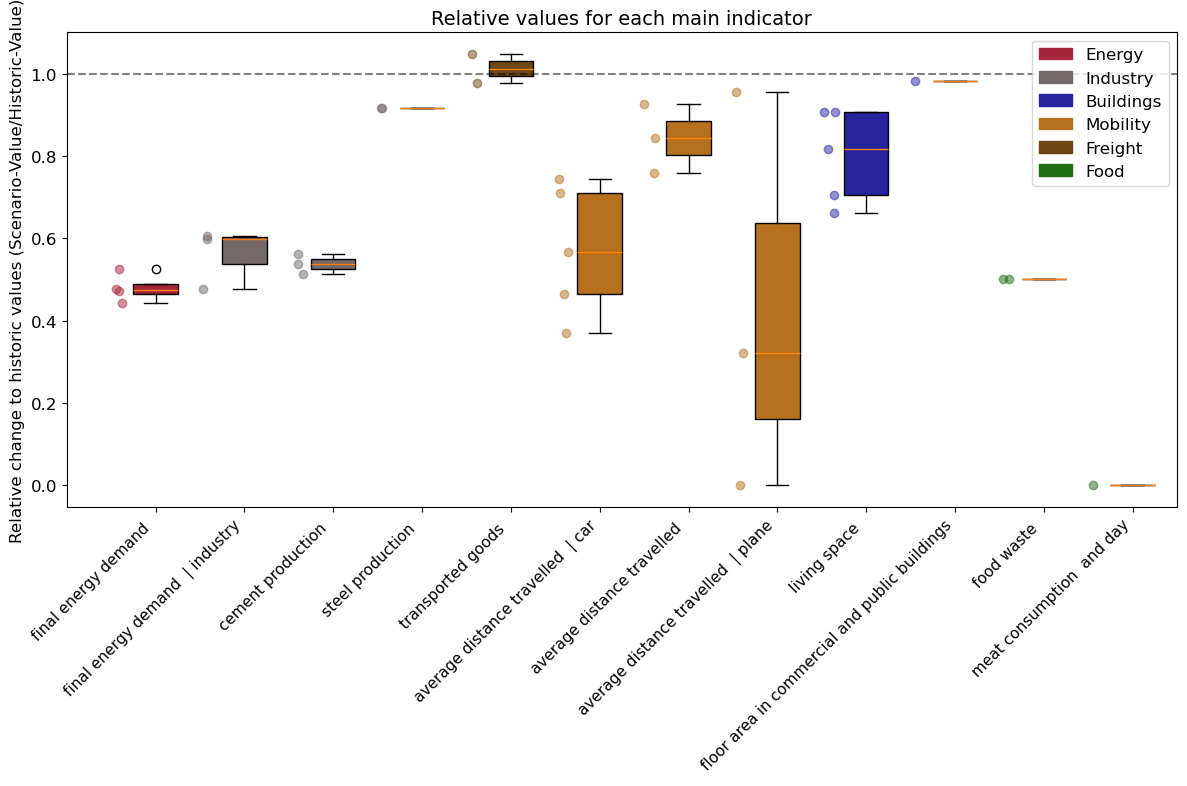 Relative values for each main indicator
Relative change to historic values (Scenario-Value/Historic-Value)
1.0
0.8
0.6
0.4
0.2
0.0
Energy
Industry
Buildings
Mobility
Freight
Food
final energy demand
final energy demand | industry
cement production
steel production
transported goods
average distance travelled | car
average distance travelled
average distance travelled | plane
living space
floor area in commercial and public buildings
food waste
meat consumption and day